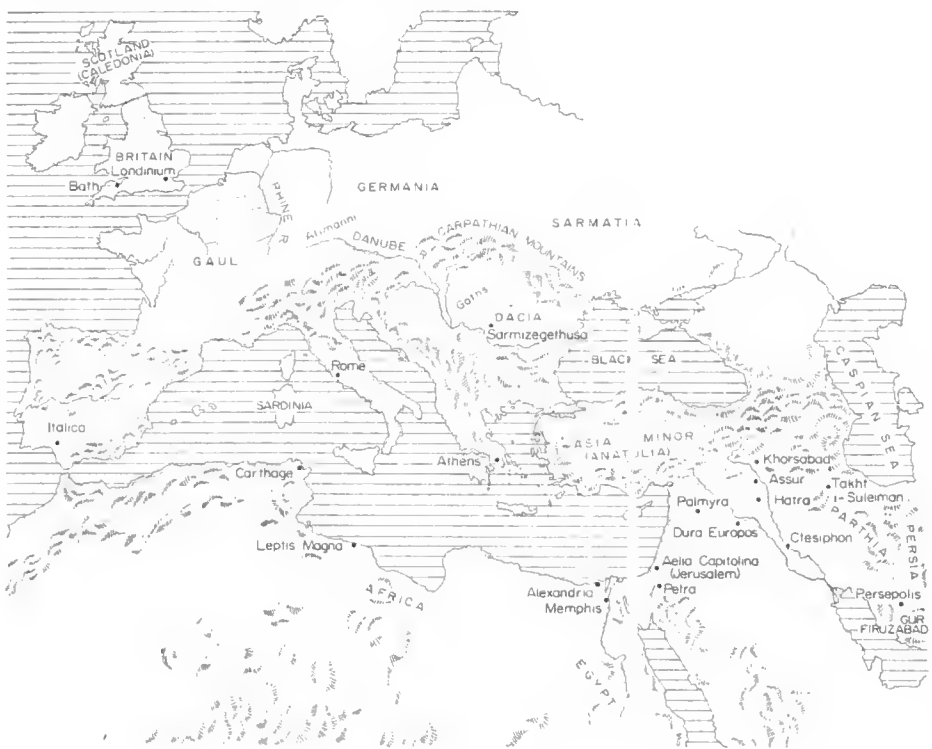 SCOTLAND
(CALEDONIA)
BRITAIN
Londinium
Bath
GERMANIA
RHINE R
Alamanni
DANUBE R
CARPATHIAN MOUNTAINS
SARMATIA
GAUL
Goths
DACIA
Sarmizegethusa
BLACK SEA
CASPIAN SEA
Rome
SARDINIA
Italica
Carthage
Athens
ASIA MINOR
(ANATOLIA)
Khorsabad
Assur
Hatra
Takht
i-Suleiman
Palmyra
Dura Europos
PARTHIA
PERSIA
Ctesiphon
Leptis Magna
AFRICA
Alexandria
Memphis
Aelia Capitolina
(Jerusalem)
Petra
Persepolis
GUR
FIRUZABAD
EGYPT